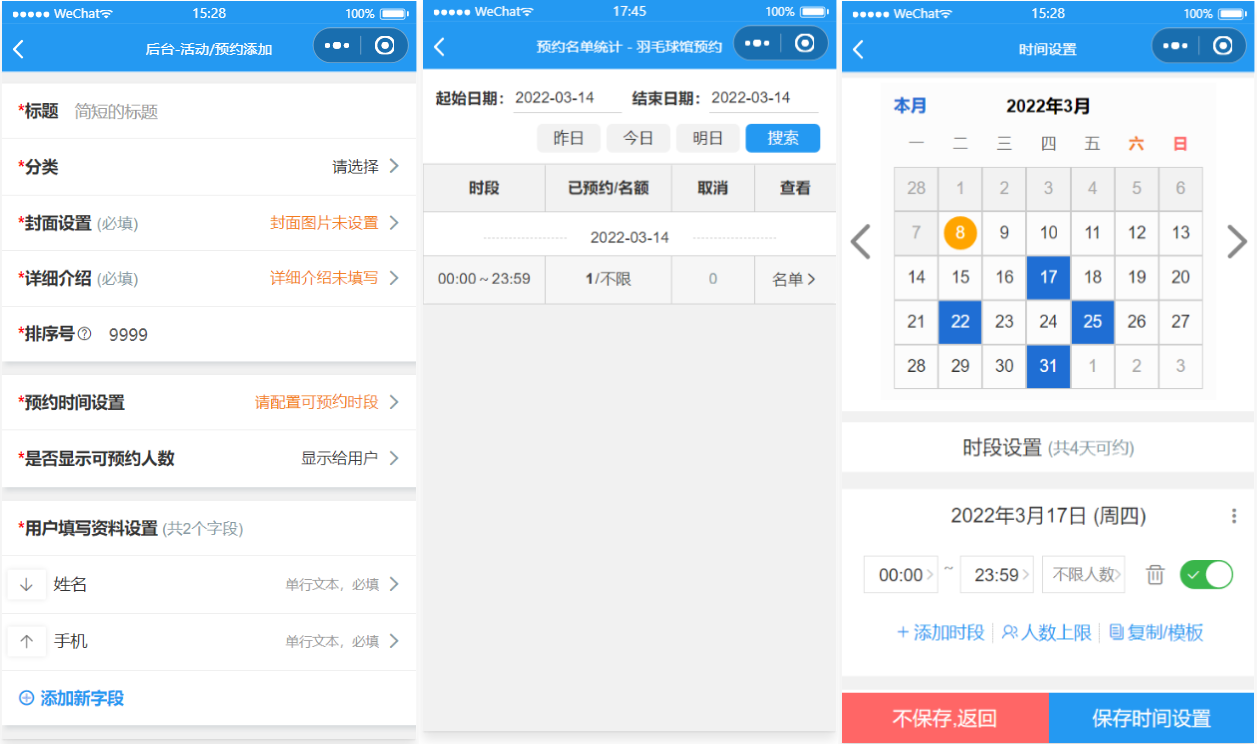 WeChat 15:28 100%
后台-活动/预约添加
*标题 简短的标题
*分类 请选择
*封面设置 (必填) 封面图片未设置
*详细介绍 (必填) 详细介绍未填写
*排序号? 9999
*预约时间设置 请配置可预约时段
*是否显示可预约人数 显示给用户
*用户填写资料设置 (共2个字段)
姓名 单行文本，必填
手机 单行文本，必填
添加新字段
WeChat 17:45 100%
预约名单统计 - 羽毛球馆预约
起始日期： 2022-03-14 结束日期： 2022-03-14
昨日 今日 明日 搜索
时段 已预约/名额 取消 查看
2022-03-14
00:00～23:59 1/不限 0 名单
WeChat 15:28 100%
时间设置
本月 2022年3月
一 二 三 四 五 六 日
28 1 2 3 4 5 6
7 8 9 10 11 12 13
14 15 16 17 18 19 20
21 22 23 24 25 26 27
28 29 30 31 1 2 3
时段设置 (共4天可约)
2022年3月17日 (周四)
00:00 ~ 23:59 不限人数
+ 添加时段 人数上限 复制/模板
不保存,返回 保存时间设置